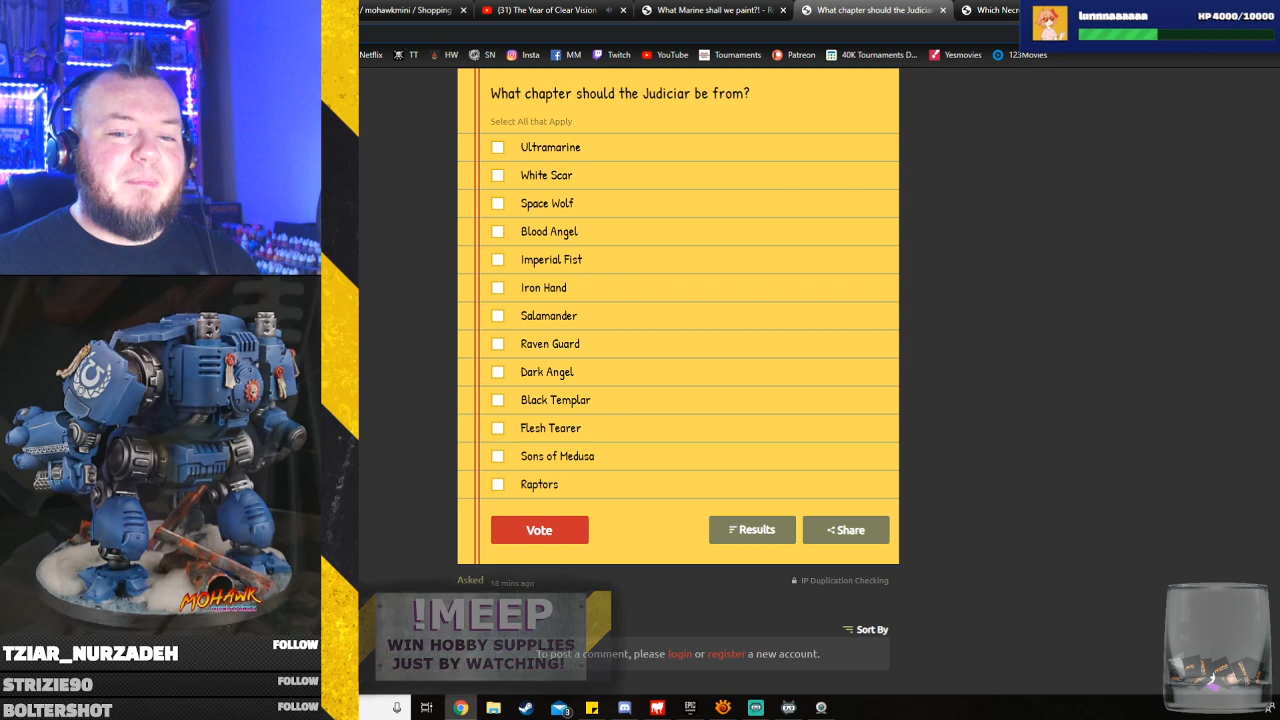 / mohawkmini / Shopping
(31) The Year of Clear Vision
What Marine shall we paint?! - R
What chapter should the Judiciar
Which Necr
lunnnaaaaaa
HP 4000/10000
Netflix TT HW SN Insta MM Twitch YouTube Tournaments Patreon 40K Tournaments D... Yesmovies 123Movies
What chapter should the Judiciar be from?
Select All that Apply
Ultramarine
White Scar
Space Wolf
Blood Angel
Imperial Fist
Iron Hand
Salamander
Raven Guard
Dark Angel
Black Templar
Flesh Tearer
Sons of Medusa
Raptors
Vote
Results
Share
Asked 18 mins ago
IP Duplication Checking
!MEEP
WIN HOBBY SUPPLIES
JUST BY WATCHING!
Sort By
To post a comment, please login or register a new account.
MOHAWK
MINIATURES
TZIAR_NURZADEH FOLLOW
STRIZIE90 FOLLOW
BOLTERSHOT FOLLOW